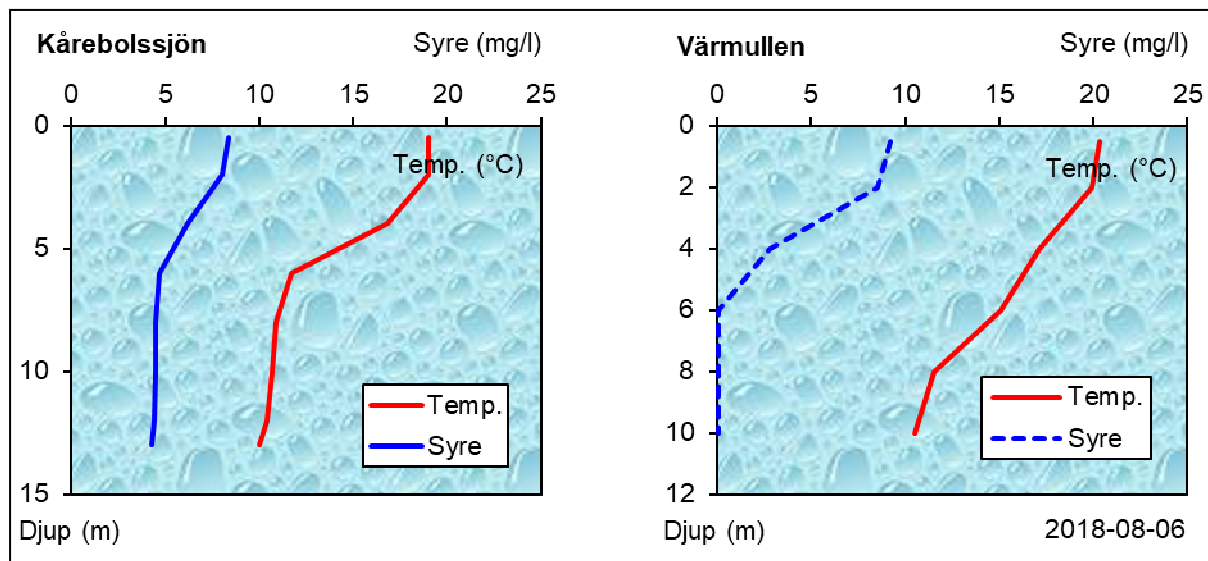 Kårebolssjön Syre (mg/l)
0 5 10 15 20 25
0
Temp. (°C)
5
10
Temp.
Syre
15
Djup (m)
Värmullen Syre (mg/l)
0 5 10 15 20 25
0
Temp. (°C)
2
4
6
8
Temp.
10
Syre
12
Djup (m) 2018-08-06